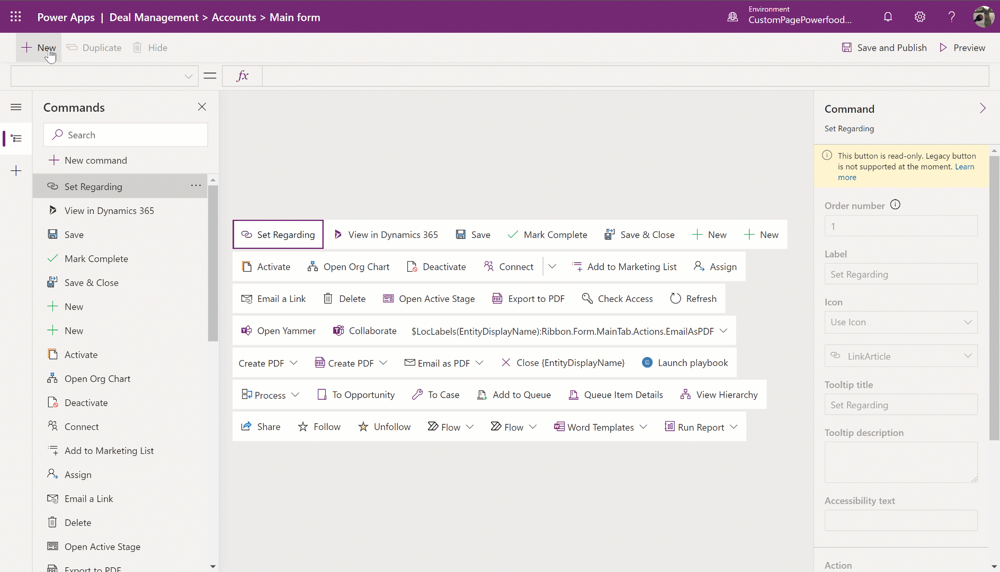 Power Apps | Deal Management > Accounts > Main form
Environment
CustomPagePowerfood...
?
New
Duplicate
Hide
Save and Publish
Preview
=
fx
Commands
Search
New command
Set Regarding
...
View in Dynamics 365
Save
Mark Complete
Save & Close
New
New
Activate
Open Org Chart
Deactivate
Connect
Add to Marketing List
Assign
Email a Link
Delete
Open Active Stage
Export to PDF
Set Regarding View in Dynamics 365 Save Mark Complete Save & Close New New
Activate Open Org Chart Deactivate Connect Add to Marketing List Assign
Email a Link Delete Open Active Stage Export to PDF Check Access Refresh
Open Yammer Collaborate $LocLabels(EntityDisplayName):Ribbon.Form.MainTab.Actions.EmailAsPDF
Create PDF Create PDF Email as PDF Close {EntityDisplayName} Launch playbook
Process To Opportunity To Case Add to Queue Queue Item Details View Hierarchy
Share Follow Unfollow Flow Flow Word Templates Run Report
Command
Set Regarding
This button is read-only. Legacy button
is not supported at the moment. Learn
more
Order number
1
Label
Set Regarding
Icon
Use Icon
LinkArticle
Tooltip title
Set Regarding
Tooltip description
Accessibility text
Action